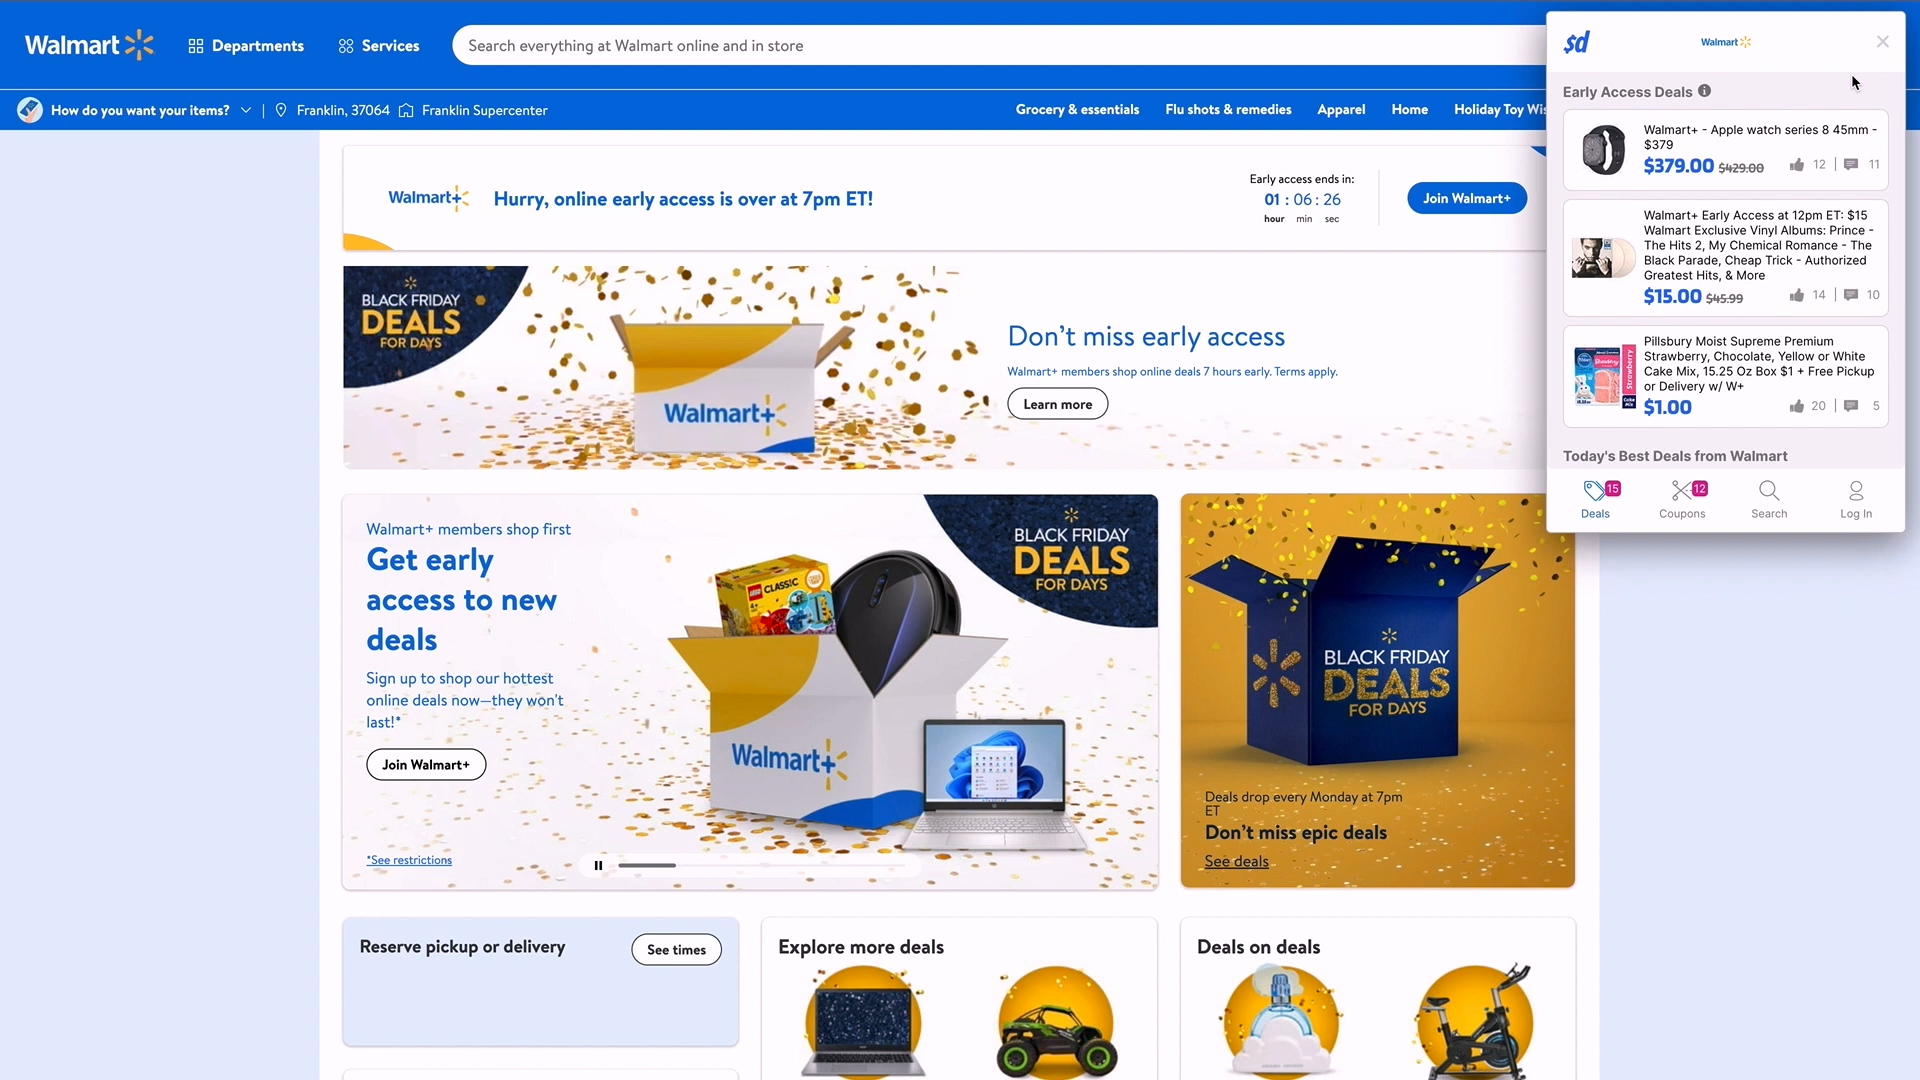 Walmart
Departments
Services
Search everything at Walmart online and in store
How do you want your items?
Franklin, 37064
Franklin Supercenter
Grocery & essentials
Flu shots & remedies
Apparel
Home
Holiday Toy Wis
Walmart+
Hurry, online early access is over at 7pm ET!
Early access ends in:
01 : 06 : 26
hour min sec
Join Walmart+
BLACK FRIDAY
DEALS
FOR DAYS
Walmart+
Don't miss early access
Walmart+ members shop online deals 7 hours early. Terms apply.
Learn more
Walmart+ members shop first
Get early
access to new
deals
Sign up to shop our hottest
online deals now—they won't
last!*
Join Walmart+
*See restrictions
LEGO CLASSIC
Walmart+
BLACK FRIDAY
DEALS
FOR DAYS
BLACK FRIDAY
DEALS
FOR DAYS
Deals drop every Monday at 7pm
ET
Don't miss epic deals
See deals
Reserve pickup or delivery
See times
Explore more deals
Deals on deals
$d
Walmart
Early Access Deals
Walmart+ - Apple watch series 8 45mm -
$379
$379.00 $429.00 12 | 11
Walmart+ Early Access at 12pm ET: $15
Walmart Exclusive Vinyl Albums: Prince -
The Hits 2, My Chemical Romance - The
Black Parade, Cheap Trick - Authorized
Greatest Hits, & More
$15.00 $45.99 14 | 10
Pillsbury Moist Supreme Premium
Strawberry, Chocolate, Yellow or White
Cake Mix, 15.25 Oz Box $1 + Free Pickup
or Delivery w/ W+
$1.00 20 | 5
Strawberry
Today's Best Deals from Walmart
15
12
Deals
Coupons
Search
Log In